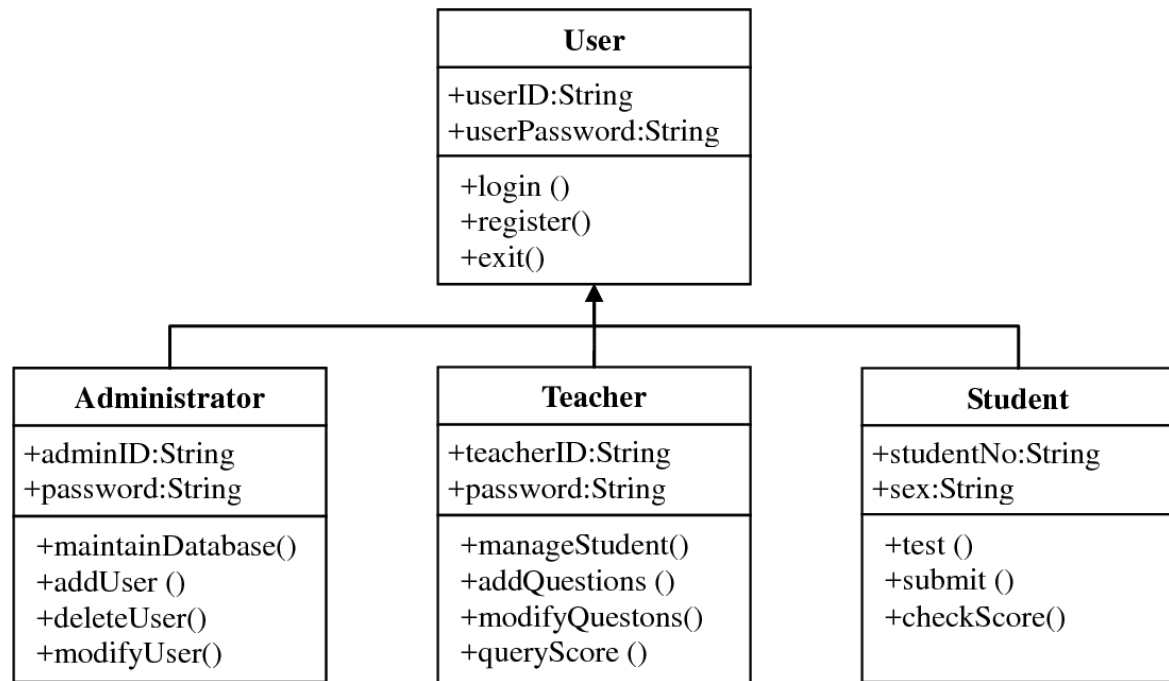 User
+userID:String
+userPassword:String
+login ()
+register()
+exit()
Administrator
+adminID:String
+password:String
+maintainDatabase()
+addUser ()
+deleteUser()
+modifyUser()
Teacher
+teacherID:String
+password:String
+manageStudent()
+addQuestions ()
+modifyQuestons()
+queryScore ()
Student
+studentNo:String
+sex:String
+test ()
+submit ()
+checkScore()